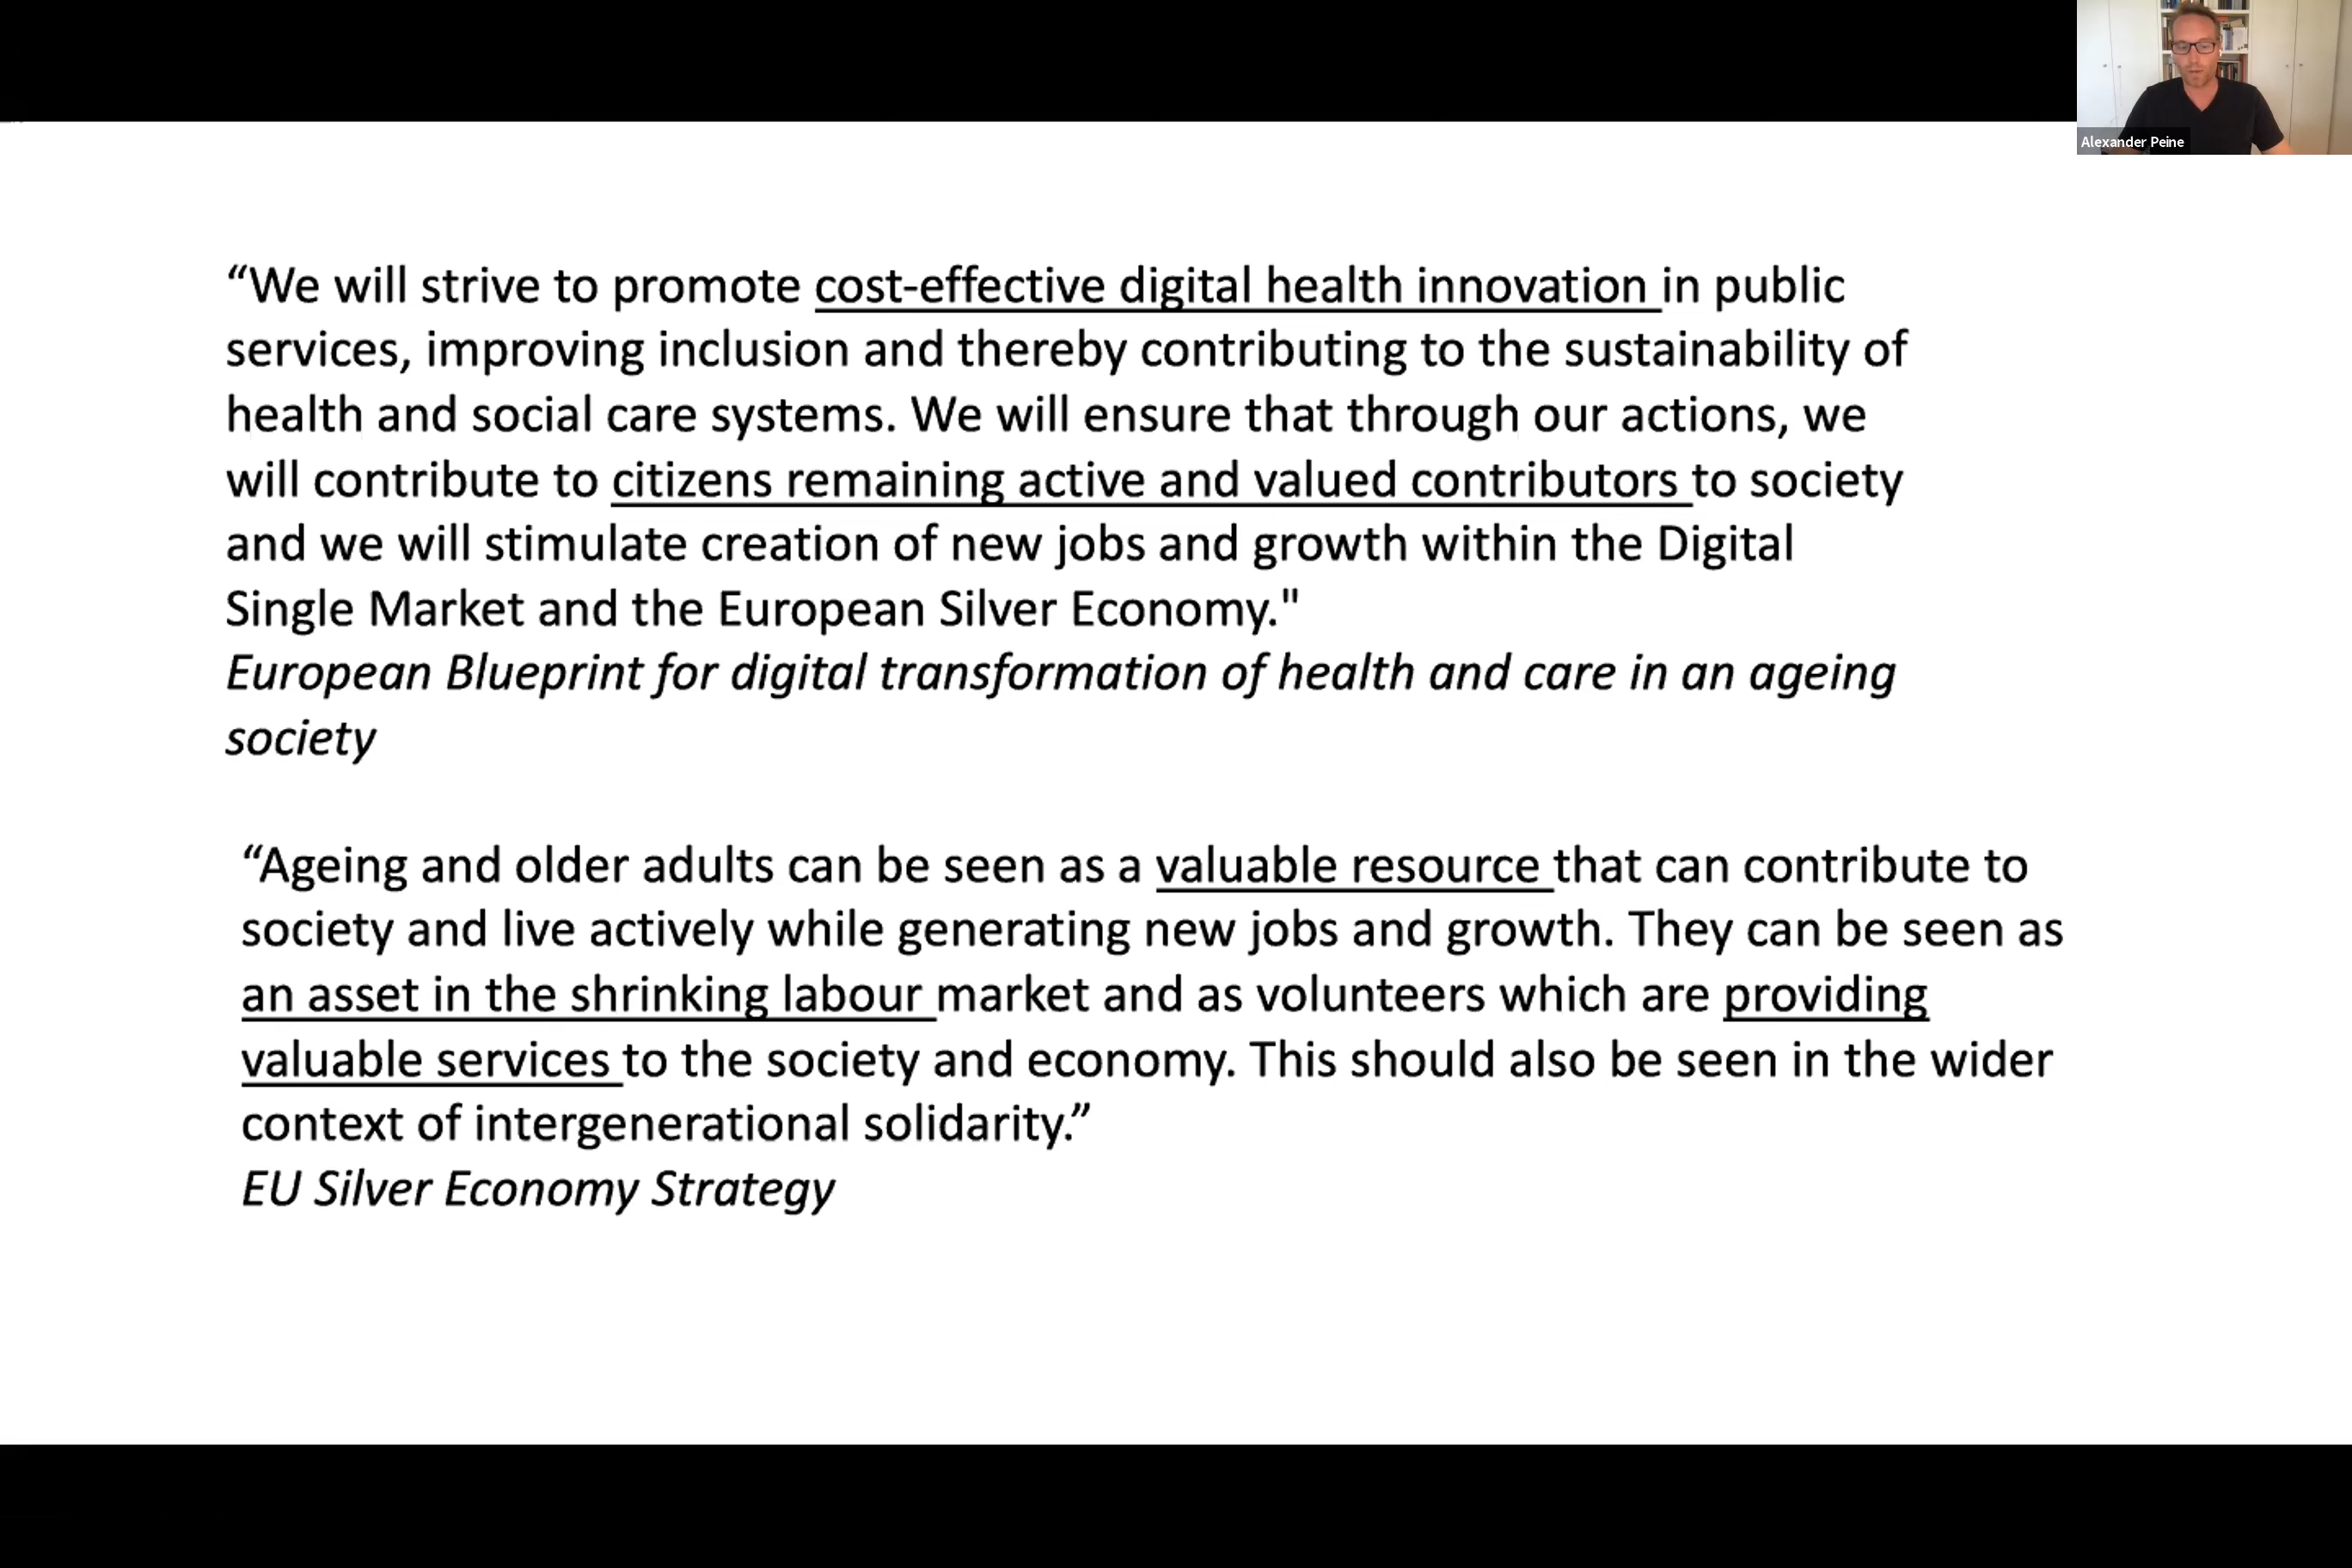 Alexander Peine
“We will strive to promote cost-effective digital health innovation in public
services, improving inclusion and thereby contributing to the sustainability of
health and social care systems. We will ensure that through our actions, we
will contribute to citizens remaining active and valued contributors to society
and we will stimulate creation of new jobs and growth within the Digital
Single Market and the European Silver Economy."
European Blueprint for digital transformation of health and care in an ageing
society
“Ageing and older adults can be seen as a valuable resource that can contribute to
society and live actively while generating new jobs and growth. They can be seen as
an asset in the shrinking labour market and as volunteers which are providing
valuable services to the society and economy. This should also be seen in the wider
context of intergenerational solidarity.”
EU Silver Economy Strategy